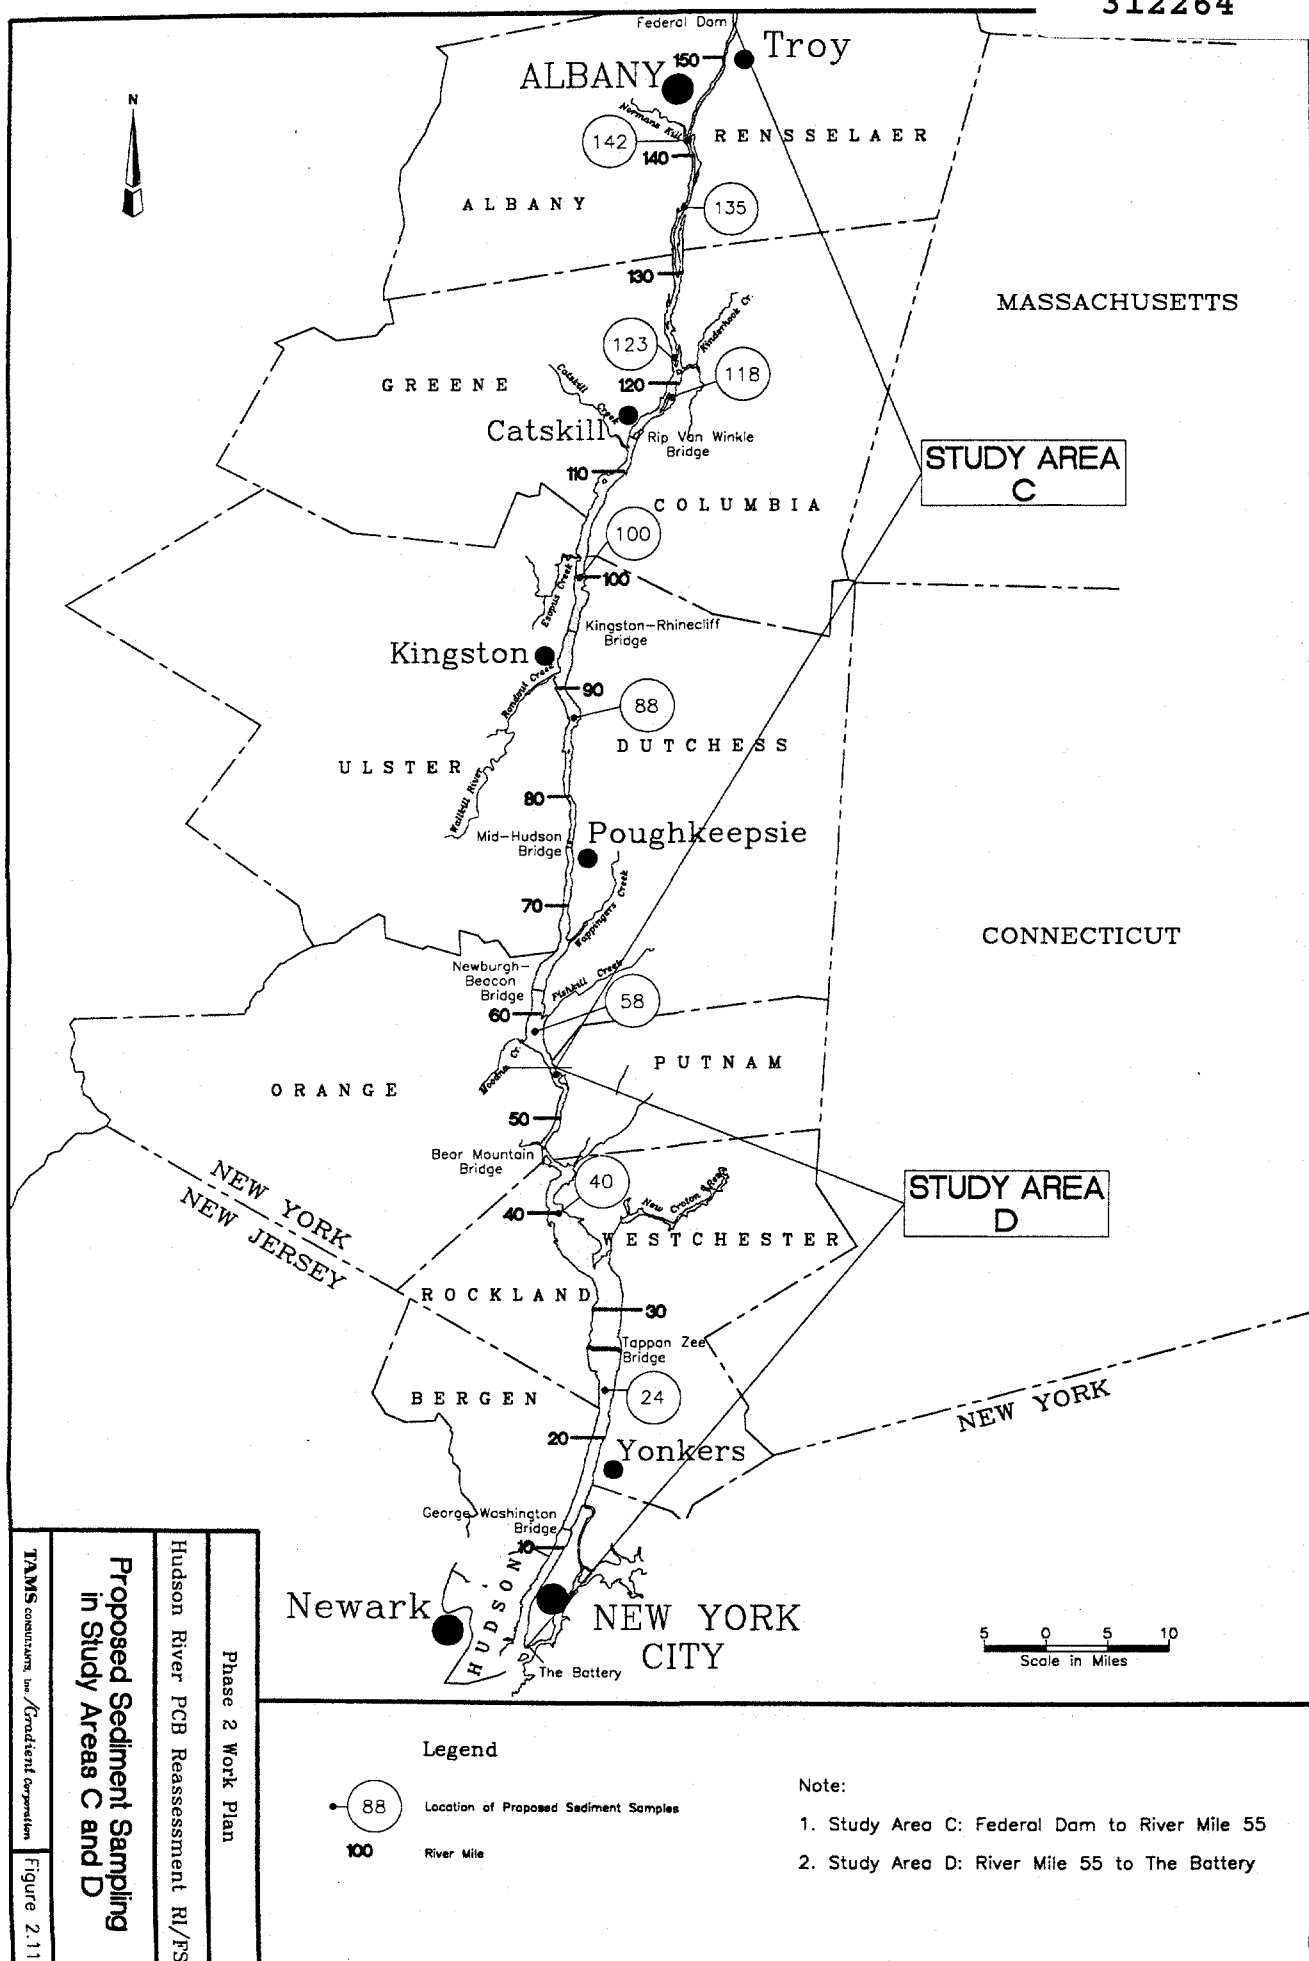 312264
Federal Dam
Troy
150
ALBANY
N
Normans Kill
142
RENSSELAER
140
ALBANY
135
130
MASSACHUSETTS
Kinderhook Cr.
123
118
120
GREENE
Catskill
Creek
Catskill
Rip Van Winkle
Bridge
110
STUDY AREA
C
COLUMBIA
100
100
Esopus Creek
Kingston-Rhinecliff
Bridge
Kingston
Rondout Creek
90
88
DUTCHESS
ULSTER
Wallkill River
80
Mid-Hudson
Bridge
Poughkeepsie
70
Wappingers Creek
CONNECTICUT
Newburgh-
Beacon
Bridge
Fishkill Creek
58
60
Moodna Cr.
PUTNAM
ORANGE
50
Bear Mountain
Bridge
NEW YORK
NEW JERSEY
40
40
New Croton
STUDY AREA
D
WESTCHESTER
ROCKLAND
30
Tappan Zee
Bridge
BERGEN
24
NEW YORK
20
Yonkers
George Washington
Bridge
10
HUDSON
Newark
NEW YORK
CITY
The Battery
5 0 5 10
Scale in Miles
Legend
88 Location of Proposed Sediment Samples
100 River Mile
Note:
1. Study Area C: Federal Dam to River Mile 55
2. Study Area D: River Mile 55 to The Battery
Phase 2 Work Plan
Hudson River PCB Reassessment RI/FS
Proposed Sediment Sampling
in Study Areas C and D
TAMS CONSULTANTS, Inc./Gradient Corporation
Figure 2.11